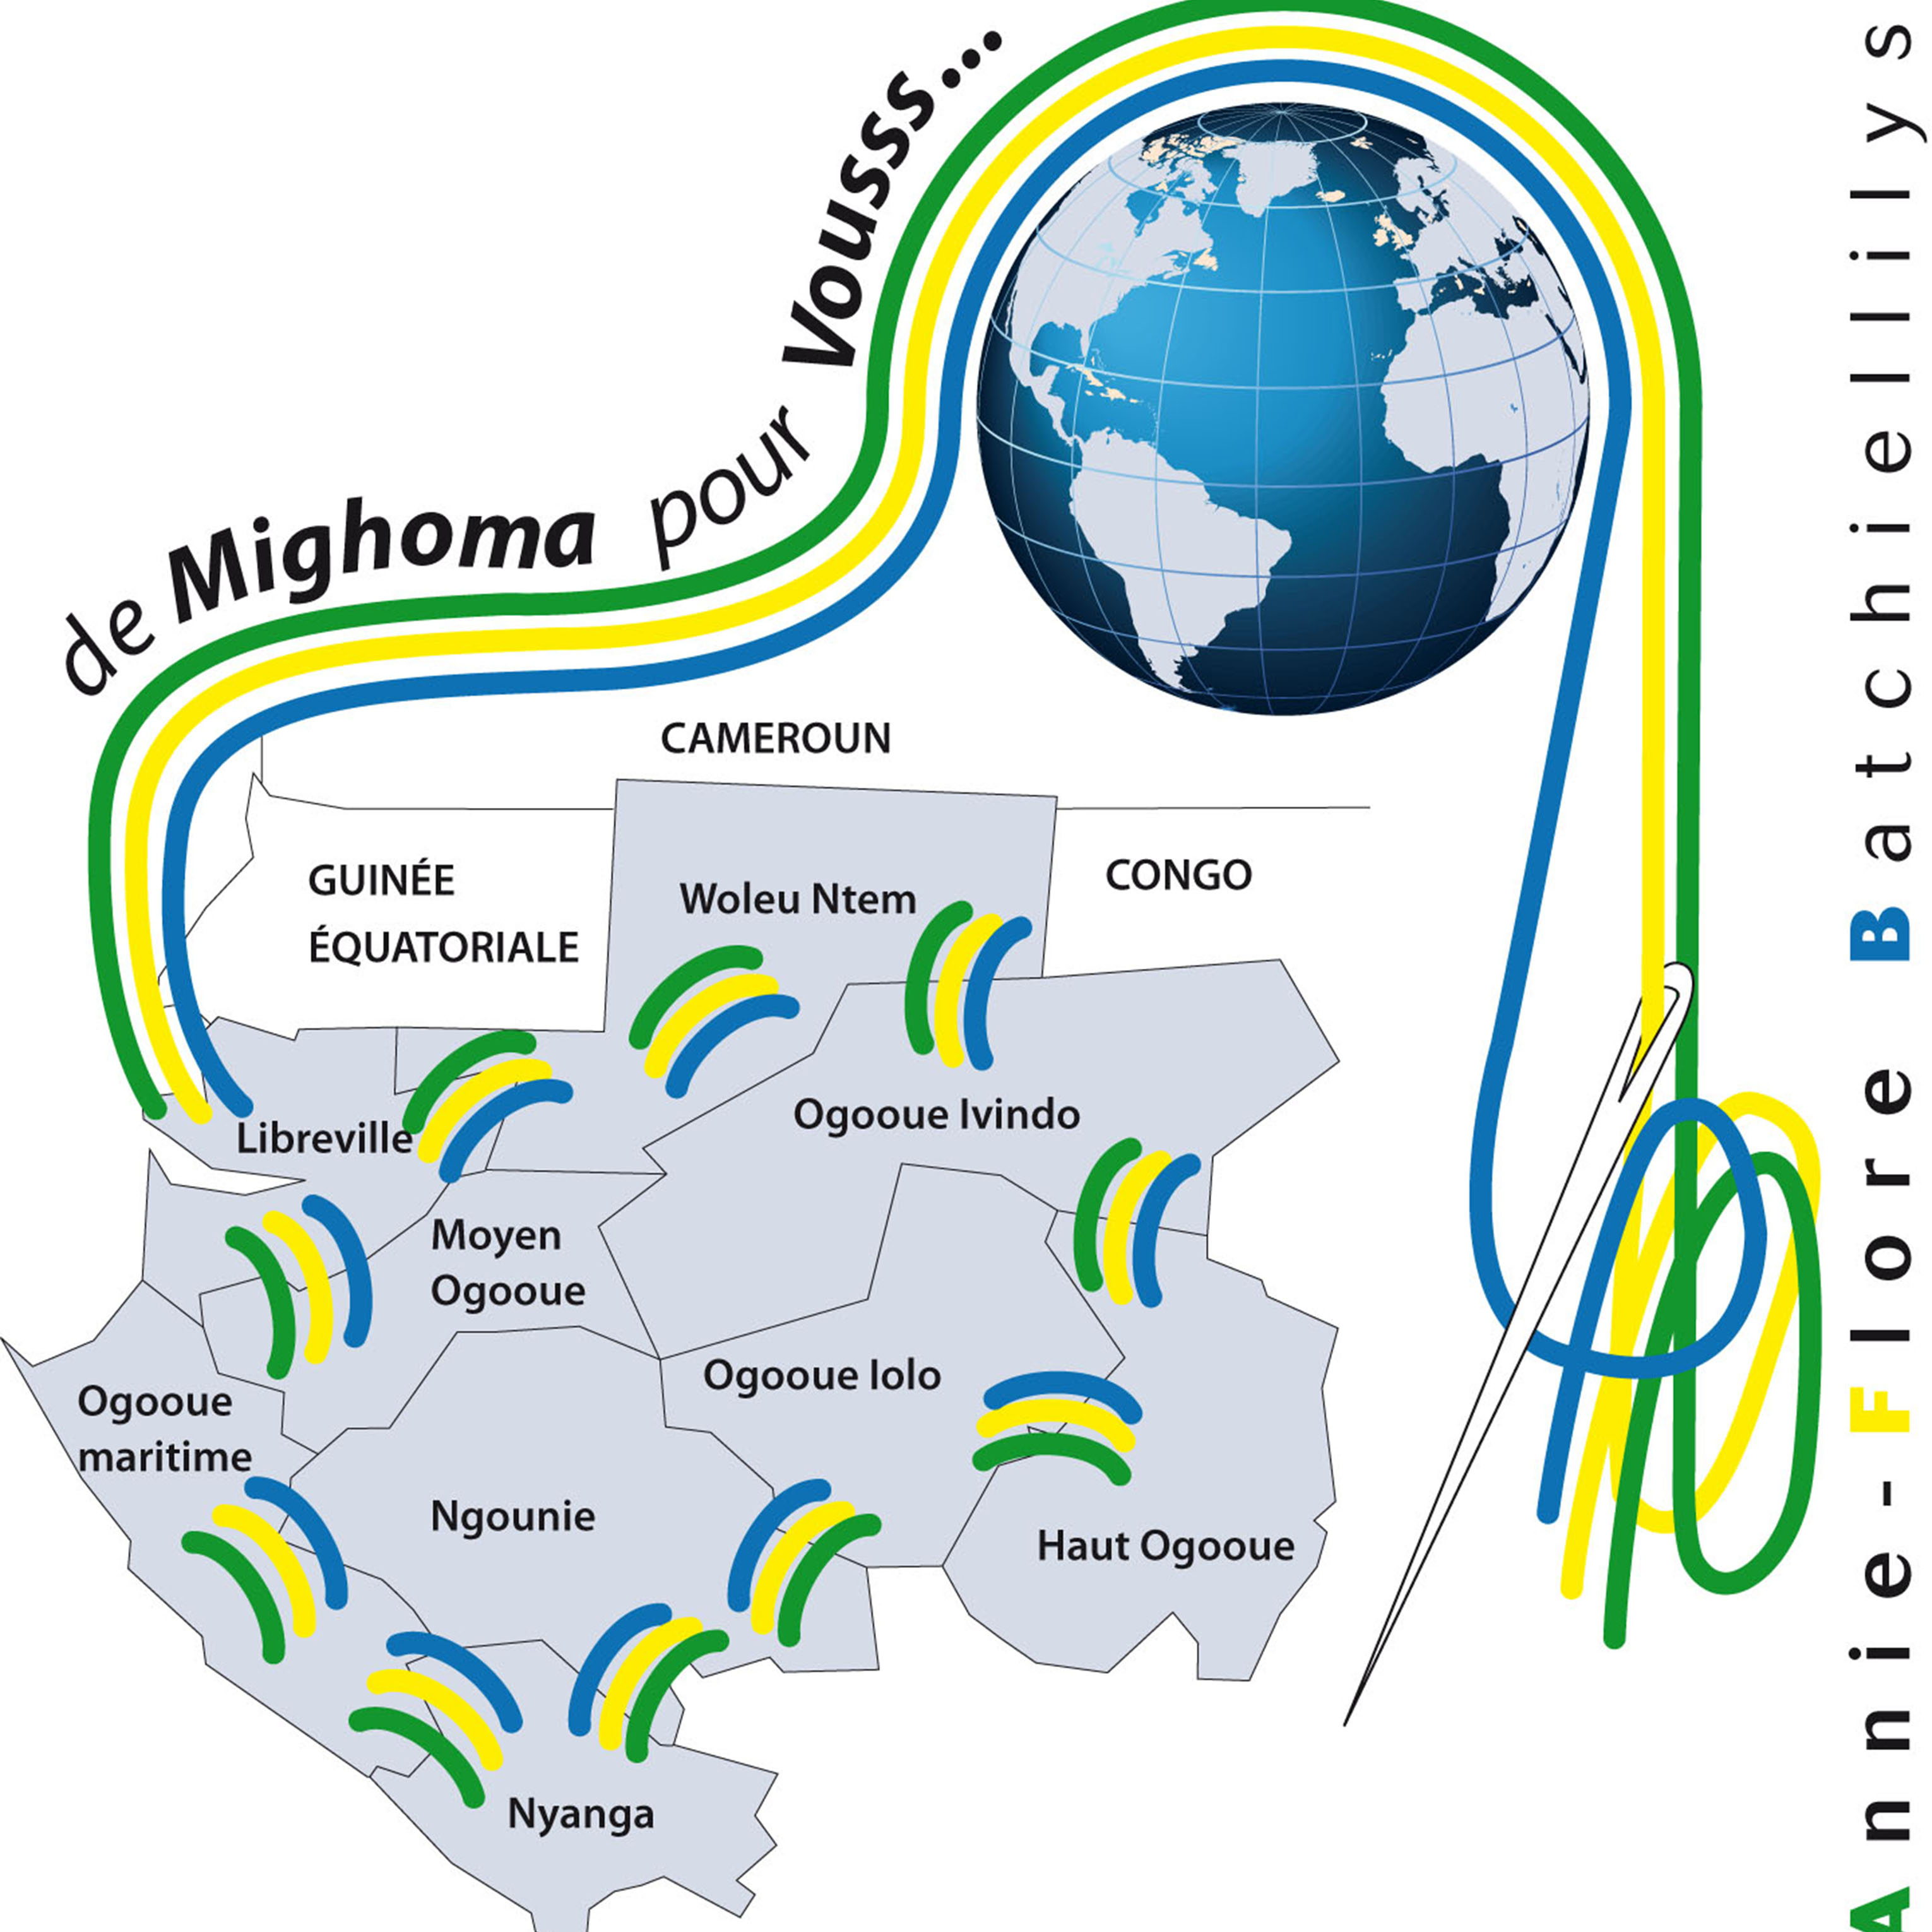 de Mighoma pour Vousss....
CAMEROUN
GUINÉE
ÉQUATORIALE
Woleu Ntem
CONGO
Libreville
Ogooue Ivindo
Moyen
Ogooue
Ogooue
maritime
Ogooue lolo
Ngounie
Haut Ogooue
Nyanga
Annie-Flore Batchiellilys